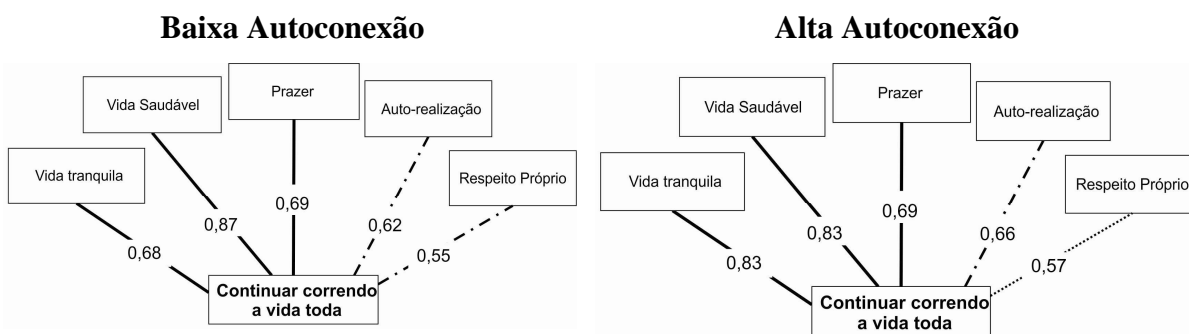 Baixa Autoconexão
Vida Saudável
Prazer
Auto-realização
Vida tranquila
Respeito Próprio
0,68
0,87
0,69
0,62
0,55
Continuar correndo
a vida toda
Alta Autoconexão
Vida Saudável
Prazer
Auto-realização
Vida tranquila
Respeito Próprio
0,83
0,83
0,69
0,66
0,57
Continuar correndo
a vida toda